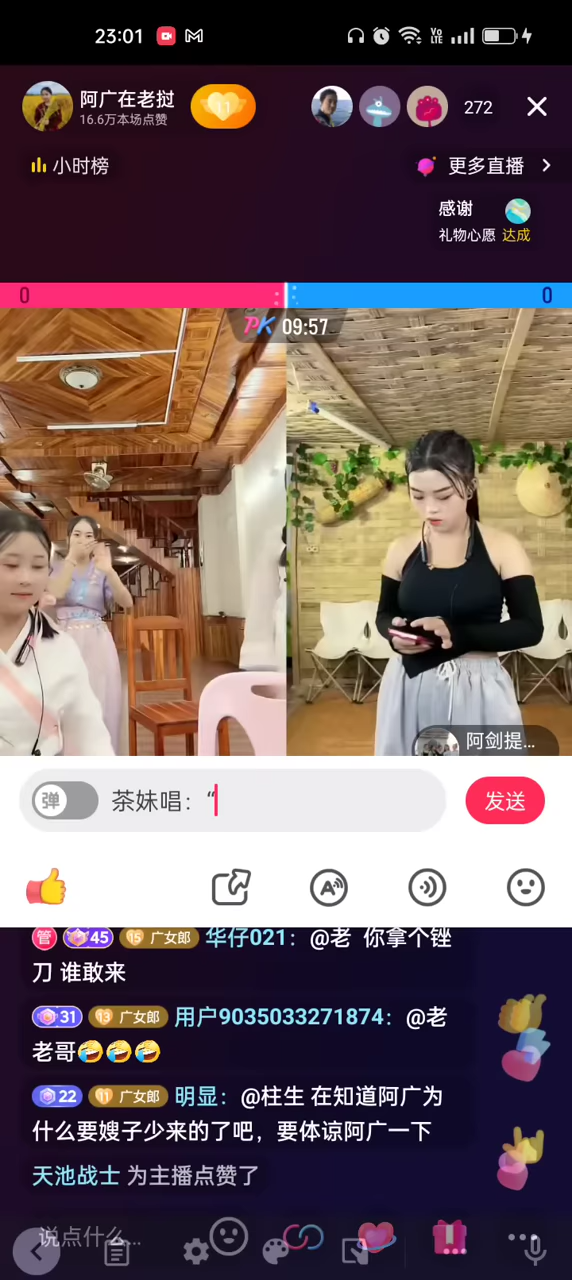 23:01
Vo
LTE
阿广在老挝
16.6万本场点赞
11
272
小时榜
更多直播
感谢
礼物心愿 达成
0
0
PK 09:57
阿剑提...
弹
茶妹唱：“
发送
管 45 15 广女郎 华仔021： @老 你拿个锉
刀 谁敢来
31 13 广女郎 用户9035033271874： @老
老哥
22 11 广女郎 明显： @柱生 在知道阿广为
什么要嫂子少来的了吧，要体谅阿广一下
天池战士 为主播点赞了
说点什么...